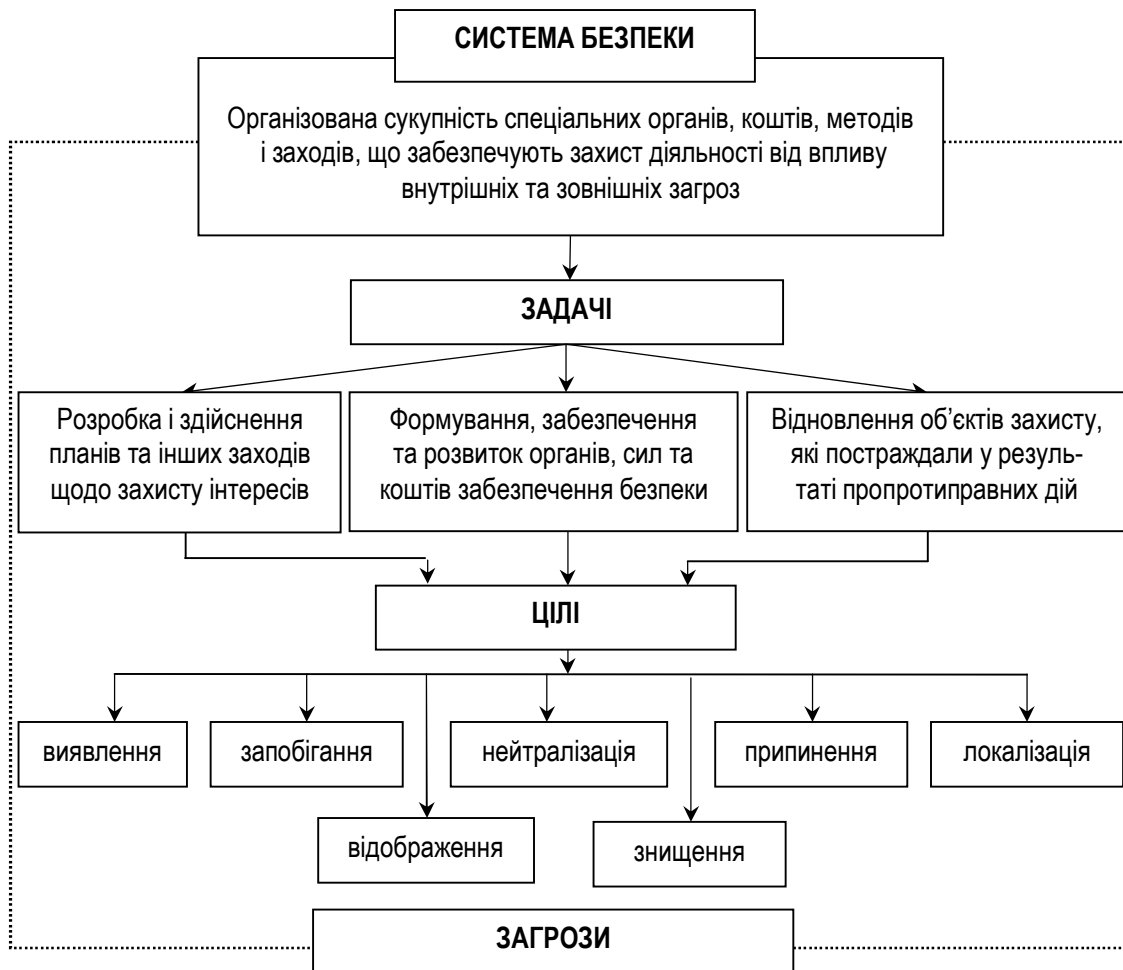 СИСТЕМА БЕЗПЕКИ
Організована сукупність спеціальних органів, коштів, методів
і заходів, що забезпечують захист діяльності від впливу
внутрішніх та зовнішніх загроз
ЗАДАЧІ
Розробка і здійснення
планів та інших заходів
щодо захисту інтересів
Формування, забезпечення
та розвиток органів, сил та
коштів забезпечення безпеки
Відновлення об’єктів захисту,
які постраждали у резуль-
таті пропротиправних дій
ЦІЛІ
виявлення
запобігання
нейтралізація
припинення
локалізація
відображення
знищення
ЗАГРОЗИ